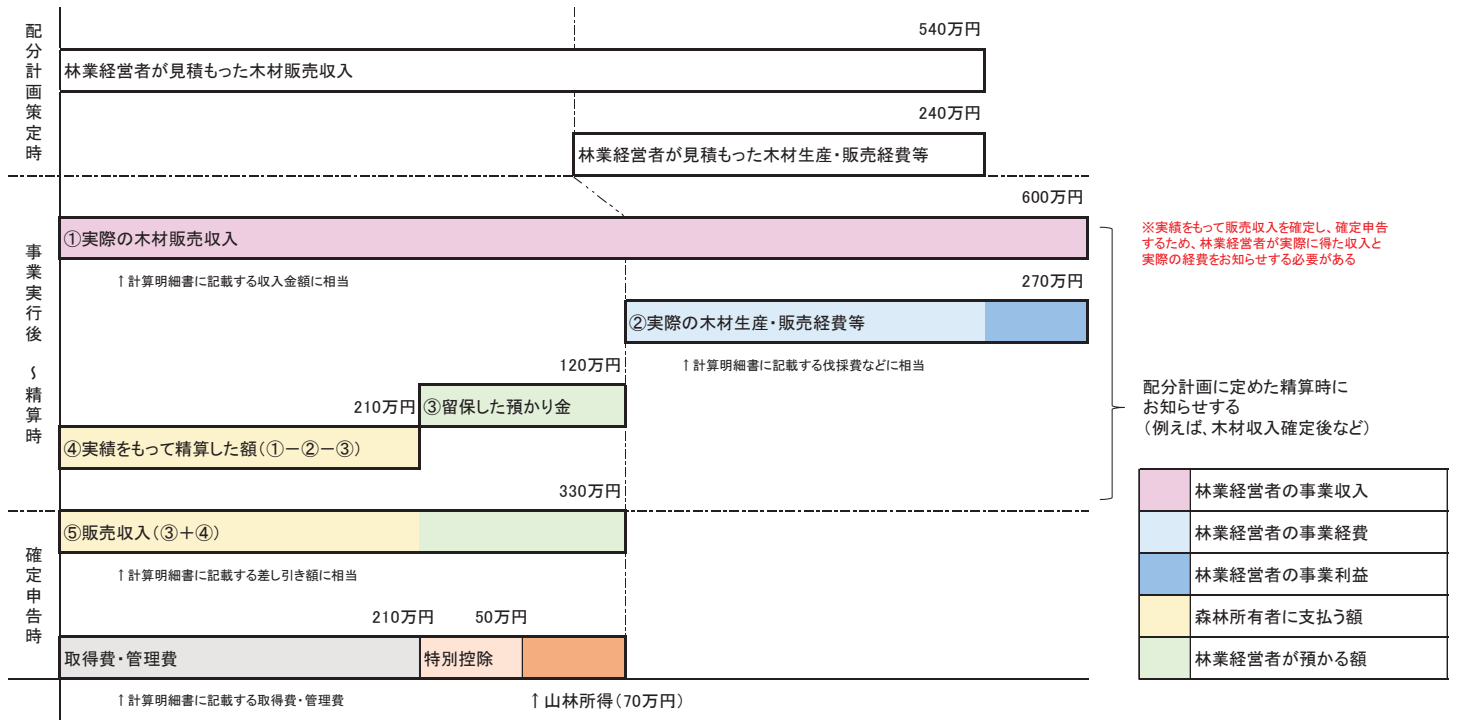 配分計画策定時
540万円
林業経営者が見積もった木材販売収入
240万円
林業経営者が見積もった木材生産・販売経費等
事業実行後～精算時
600万円
①実際の木材販売収入
↑計算明細書に記載する収入金額に相当
※実績をもって販売収入を確定し、確定申告
するため、林業経営者が実際に得た収入と
実際の経費をお知らせする必要がある
270万円
②実際の木材生産・販売経費等
↑計算明細書に記載する伐採費などに相当
120万円
210万円
③留保した預かり金
④実績をもって精算した額(①－②－③)
配分計画に定めた精算時に
お知らせする
(例えば、木材収入確定後など)
確定申告時
330万円
⑤販売収入(③＋④)
↑計算明細書に記載する差し引き額に相当
210万円
50万円
取得費・管理費
特別控除
↑計算明細書に記載する取得費・管理費
↑山林所得(70万円)
林業経営者の事業収入
林業経営者の事業経費
林業経営者の事業利益
森林所有者に支払う額
林業経営者が預かる額